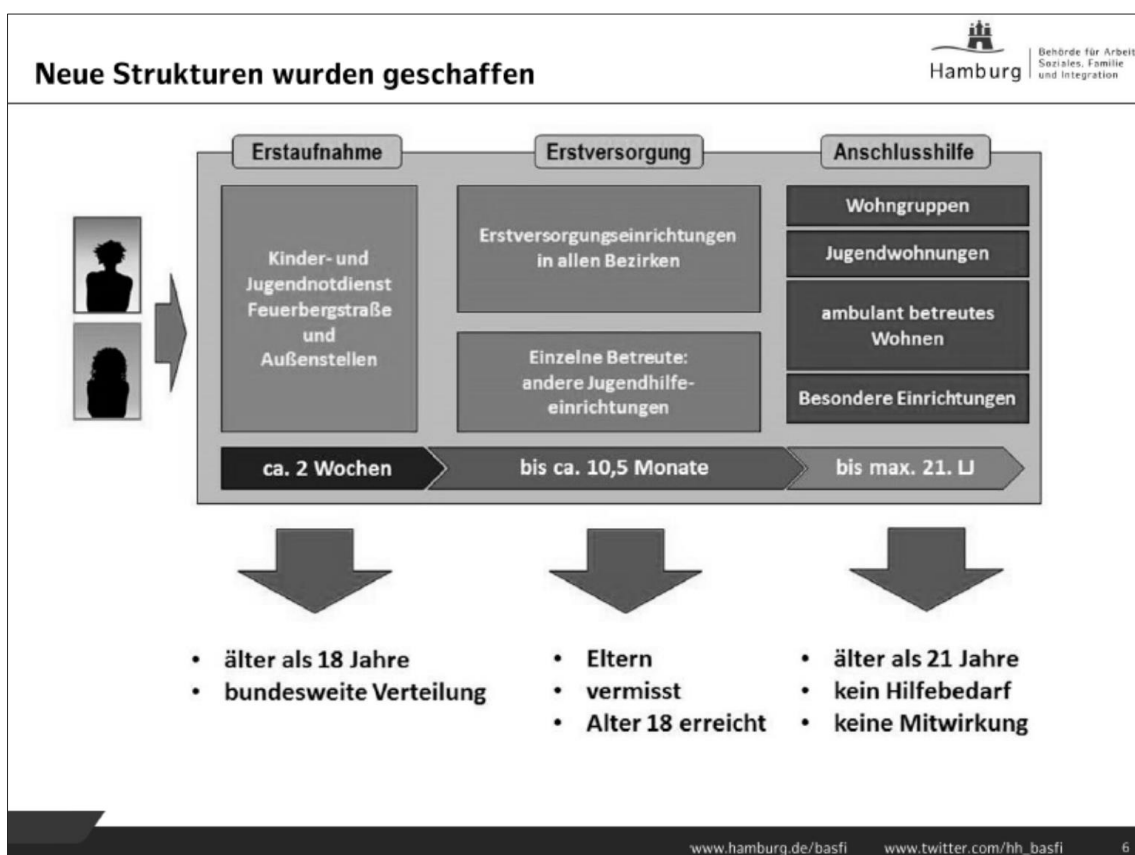 Neue Strukturen wurden geschaffen
Hamburg
Behörde für Arbeit
Soziales, Familie
und Integration
Erstaufnahme
Kinder- und
Jugendnotdienst
Feuerbergstraße
und
Außenstellen
ca. 2 Wochen
Erstversorgung
Erstversorgungseinrichtungen
in allen Bezirken
Einzelne Betreute:
andere Jugendhilfe-
einrichtungen
bis ca. 10,5 Monate
Anschlusshilfe
Wohngruppen
Jugendwohnungen
ambulant betreutes
Wohnen
Besondere Einrichtungen
bis max. 21. LJ
• älter als 18 Jahre
• bundesweite Verteilung
• Eltern
• vermisst
• Alter 18 erreicht
• älter als 21 Jahre
• kein Hilfebedarf
• keine Mitwirkung
www.hamburg.de/basfi www.twitter.com/hh_basfi 6